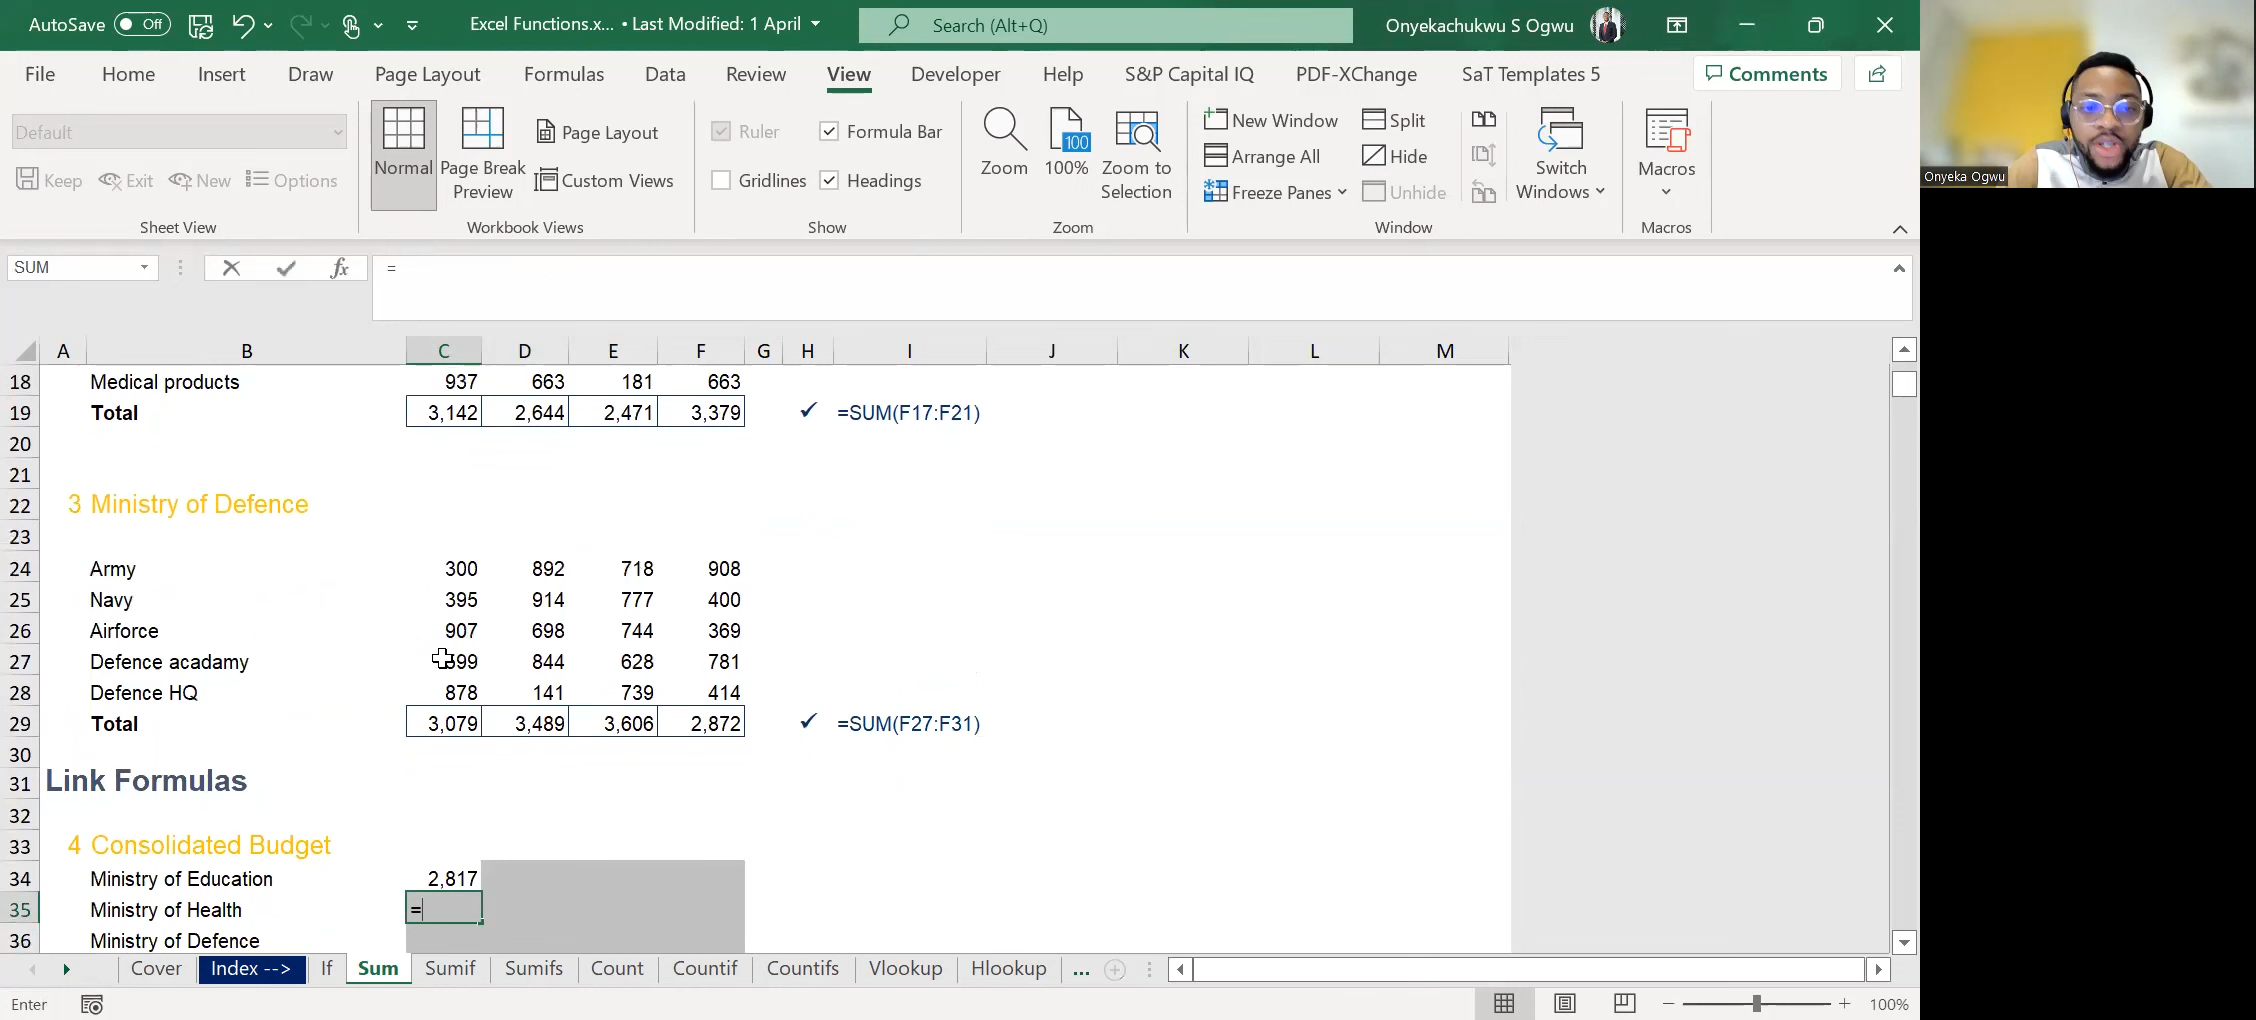 AutoSave Off Excel Functions.x... • Last Modified: 1 April Search (Alt+Q) Onyekachukwu S Ogwu
File Home Insert Draw Page Layout Formulas Data Review View Developer Help S&P Capital IQ PDF-XChange SaT Templates 5 Comments
Default
Keep Exit New Options
Sheet View
Normal
Page Break Preview
Page Layout
Custom Views
Workbook Views
Ruler Formula Bar
Gridlines Headings
Show
Zoom
100
100%
Zoom to Selection
Zoom
New Window
Arrange All
Freeze Panes
Split
Hide
Unhide
Switch Windows
Window
Macros
Macros
Onyeka Ogwu
SUM fx =
A B C D E F G H I J K L M
18 Medical products 937 663 181 663
19 Total 3,142 2,644 2,471 3,379 ✓ =SUM(F17:F21)
20
21
22 3 Ministry of Defence
23
24 Army 300 892 718 908
25 Navy 395 914 777 400
26 Airforce 907 698 744 369
27 Defence acadamy 599 844 628 781
28 Defence HQ 878 141 739 414
29 Total 3,079 3,489 3,606 2,872 ✓ =SUM(F27:F31)
30
31 Link Formulas
32
33 4 Consolidated Budget
34 Ministry of Education 2,817
35 Ministry of Health =
36 Ministry of Defence
Cover Index --> If Sum Sumif Sumifs Count Countif Countifs Vlookup Hlookup ...
Enter 100%